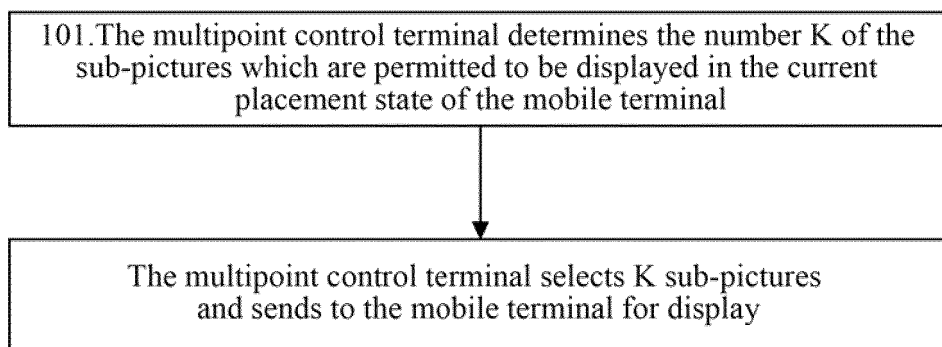 101.The multipoint control terminal determines the number K of the
sub-pictures which are permitted to be displayed in the current
placement state of the mobile terminal
The multipoint control terminal selects K sub-pictures
and sends to the mobile terminal for display